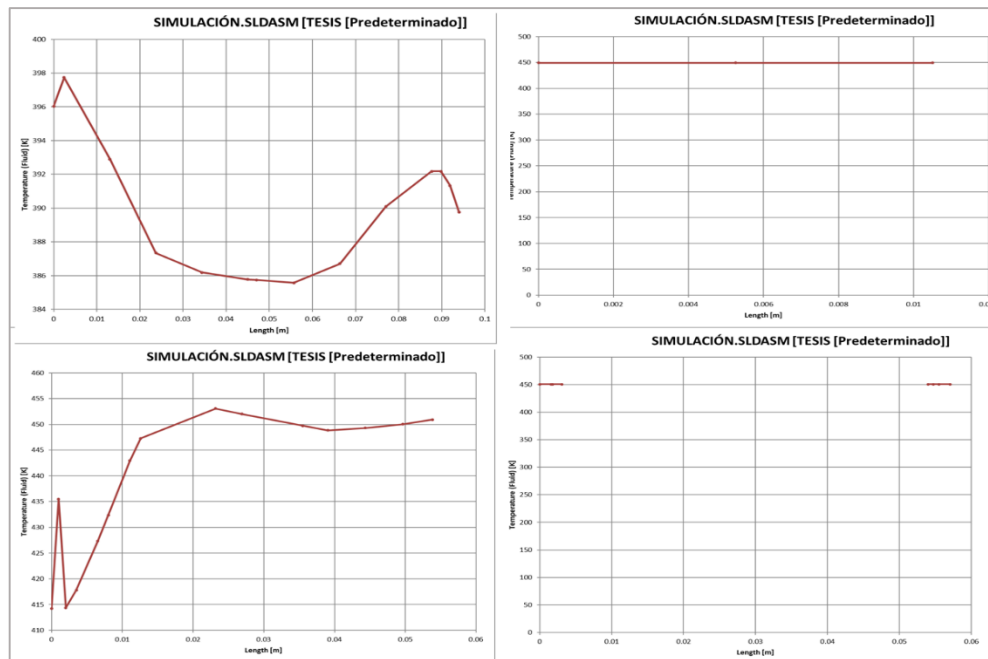 SIMULACIÓN.SLDASM [TESIS [Predeterminado]]
400
398
396
394
392
390
388
386
384
Temperature (Fluid) [K]
0 0.01 0.02 0.03 0.04 0.05 0.06 0.07 0.08 0.09 0.1
Length [m]
SIMULACIÓN.SLDASM [TESIS [Predeterminado]]
500
450
400
350
300
250
200
150
100
50
0
Temperature (Fluid) [K]
0 0.002 0.004 0.006 0.008 0.01
Length [m]
SIMULACIÓN.SLDASM [TESIS [Predeterminado]]
460
455
450
445
440
435
430
425
420
415
410
Temperature (Fluid) [K]
0 0.01 0.02 0.03 0.04 0.05 0.06
Length [m]
SIMULACIÓN.SLDASM [TESIS [Predeterminado]]
500
450
400
350
300
250
200
150
100
50
0
Temperature (Fluid) [K]
0 0.01 0.02 0.03 0.04 0.05 0.06
Length [m]